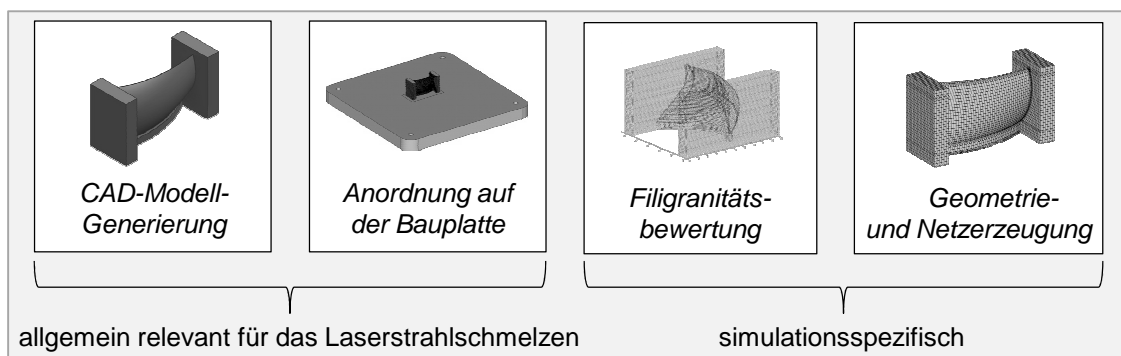 CAD-Modell-
Generierung
Anordnung auf
der Bauplatte
Filigranitäts-
bewertung
Geometrie-
und Netzerzeugung
allgemein relevant für das Laserstrahlschmelzen
simulationsspezifisch